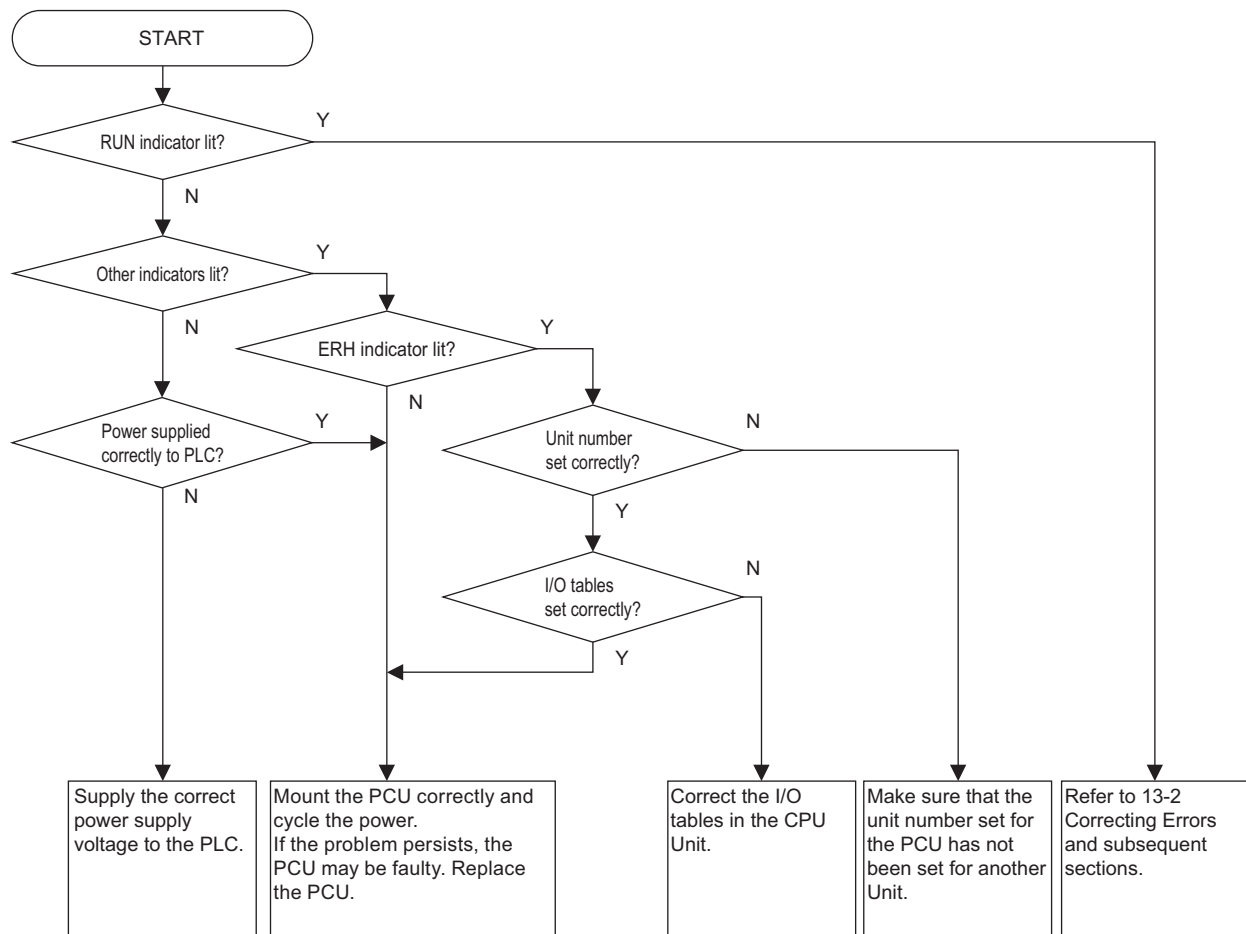 START
Y
RUN indicator lit?
N
Y
Other indicators lit?
N
Y
ERH indicator lit?
N
Y
Power supplied
correctly to PLC?
N
N
Unit number
set correctly?
Y
N
I/O tables
set correctly?
Y
Supply the correct
power supply
voltage to the PLC.
Mount the PCU correctly and
cycle the power.
If the problem persists, the
PCU may be faulty. Replace
the PCU.
Correct the I/O
tables in the CPU
Unit.
Make sure that the
unit number set for
the PCU has not
been set for another
Unit.
Refer to 13-2
Correcting Errors
and subsequent
sections.